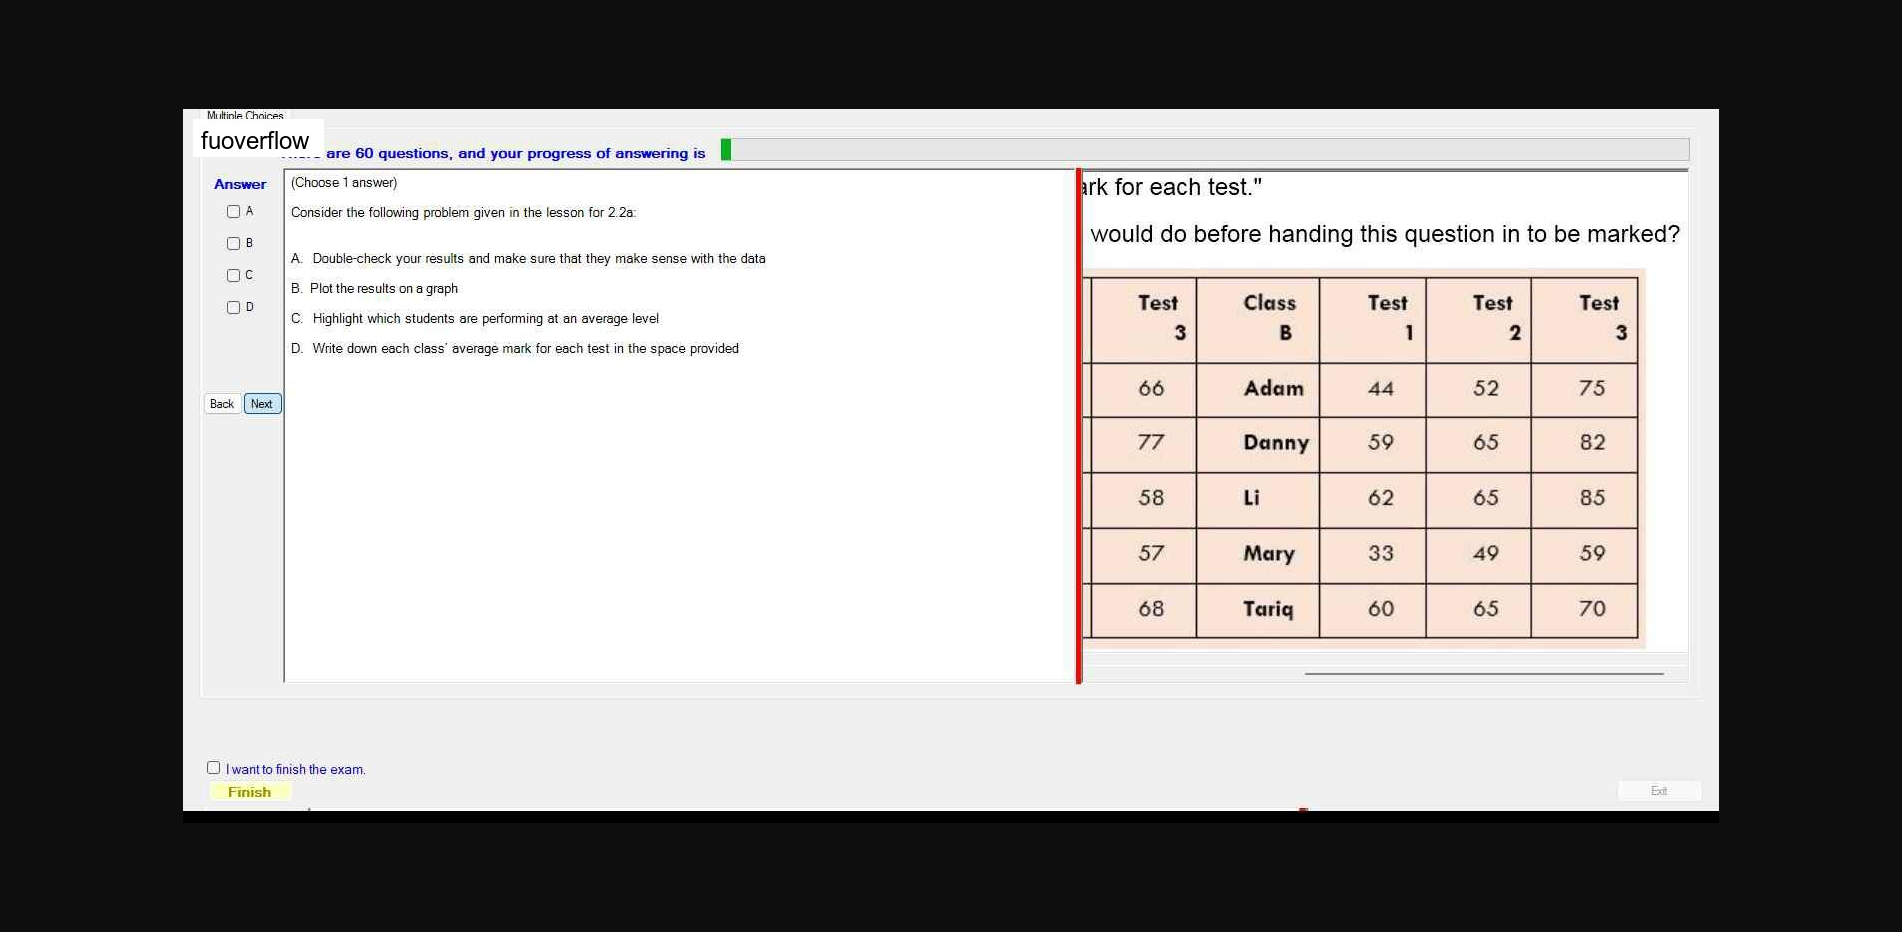 Multiple Choices
fuoverflow
are 60 questions, and your progress of answering is
Answer
A
B
C
D
Back Next
(Choose 1 answer)
Consider the following problem given in the lesson for 2.2a:
A. Double-check your results and make sure that they make sense with the data
B. Plot the results on a graph
C. Highlight which students are performing at an average level
D. Write down each class' average mark for each test in the space provided
ark for each test."
would do before handing this question in to be marked?
Test 3 Class B Test 1 Test 2 Test 3
66 Adam 44 52 75
77 Danny 59 65 82
58 Li 62 65 85
57 Mary 33 49 59
68 Tariq 60 65 70
I want to finish the exam.
Finish
Exit